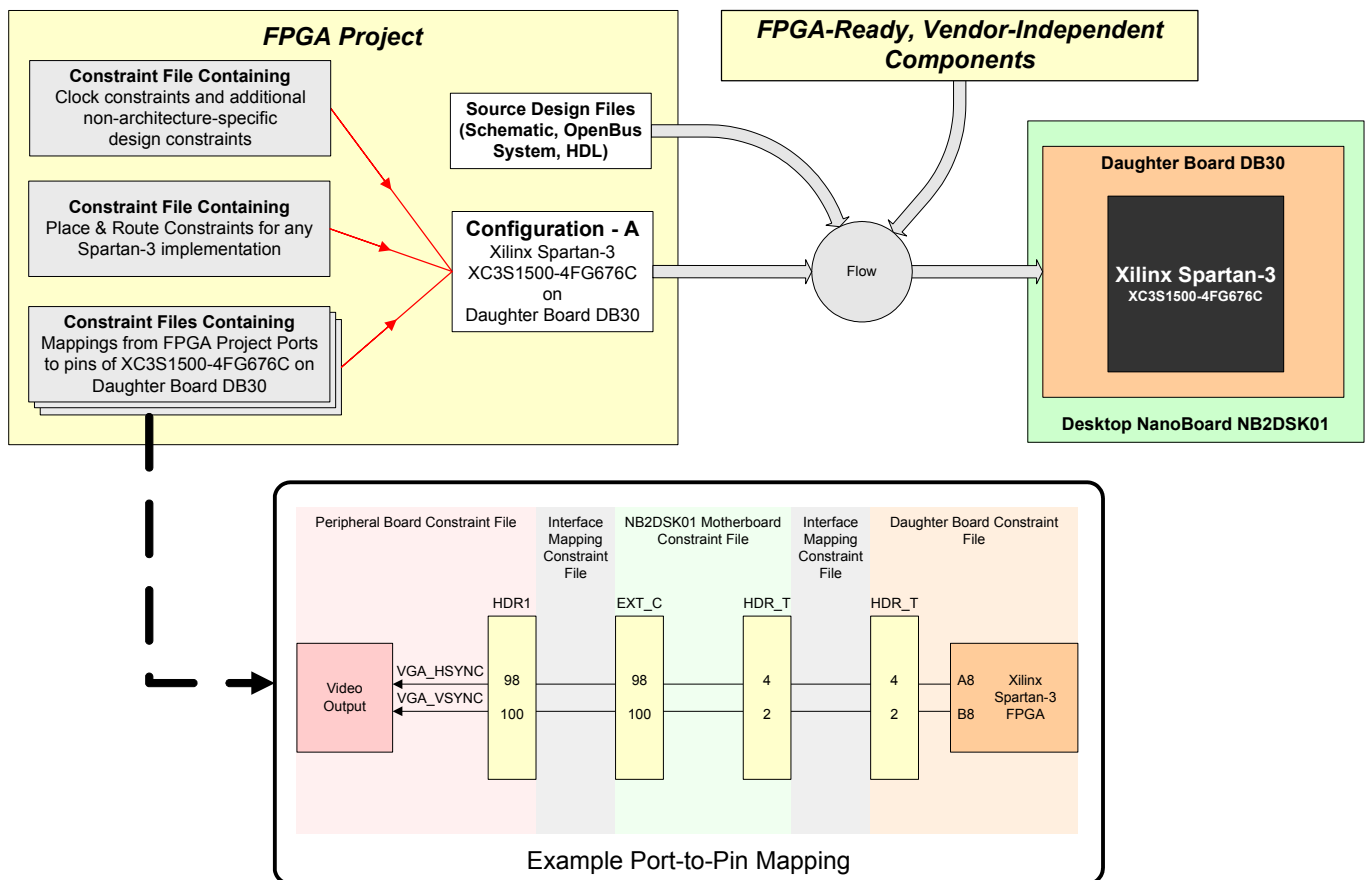 FPGA Project
Constraint File Containing
Clock constraints and additional
non-architecture-specific
design constraints
Constraint File Containing
Place & Route Constraints for any
Spartan-3 implementation
Constraint Files Containing
Mappings from FPGA Project Ports
to pins of XC3S1500-4FG676C on
Daughter Board DB30
Source Design Files
(Schematic, OpenBus
System, HDL)
Configuration - A
Xilinx Spartan-3
XC3S1500-4FG676C
on
Daughter Board DB30
FPGA-Ready, Vendor-Independent
Components
Flow
Daughter Board DB30
Xilinx Spartan-3
XC3S1500-4FG676C
Desktop NanoBoard NB2DSK01
Peripheral Board Constraint File
Interface
Mapping
Constraint
File
NB2DSK01 Motherboard
Constraint File
Interface
Mapping
Constraint
File
Daughter Board Constraint
File
HDR1
EXT_C
HDR_T
HDR_T
Video
Output
VGA_HSYNC
VGA_VSYNC
98
100
98
100
4
2
4
2
A8
B8
Xilinx
Spartan-3
FPGA
Example Port-to-Pin Mapping